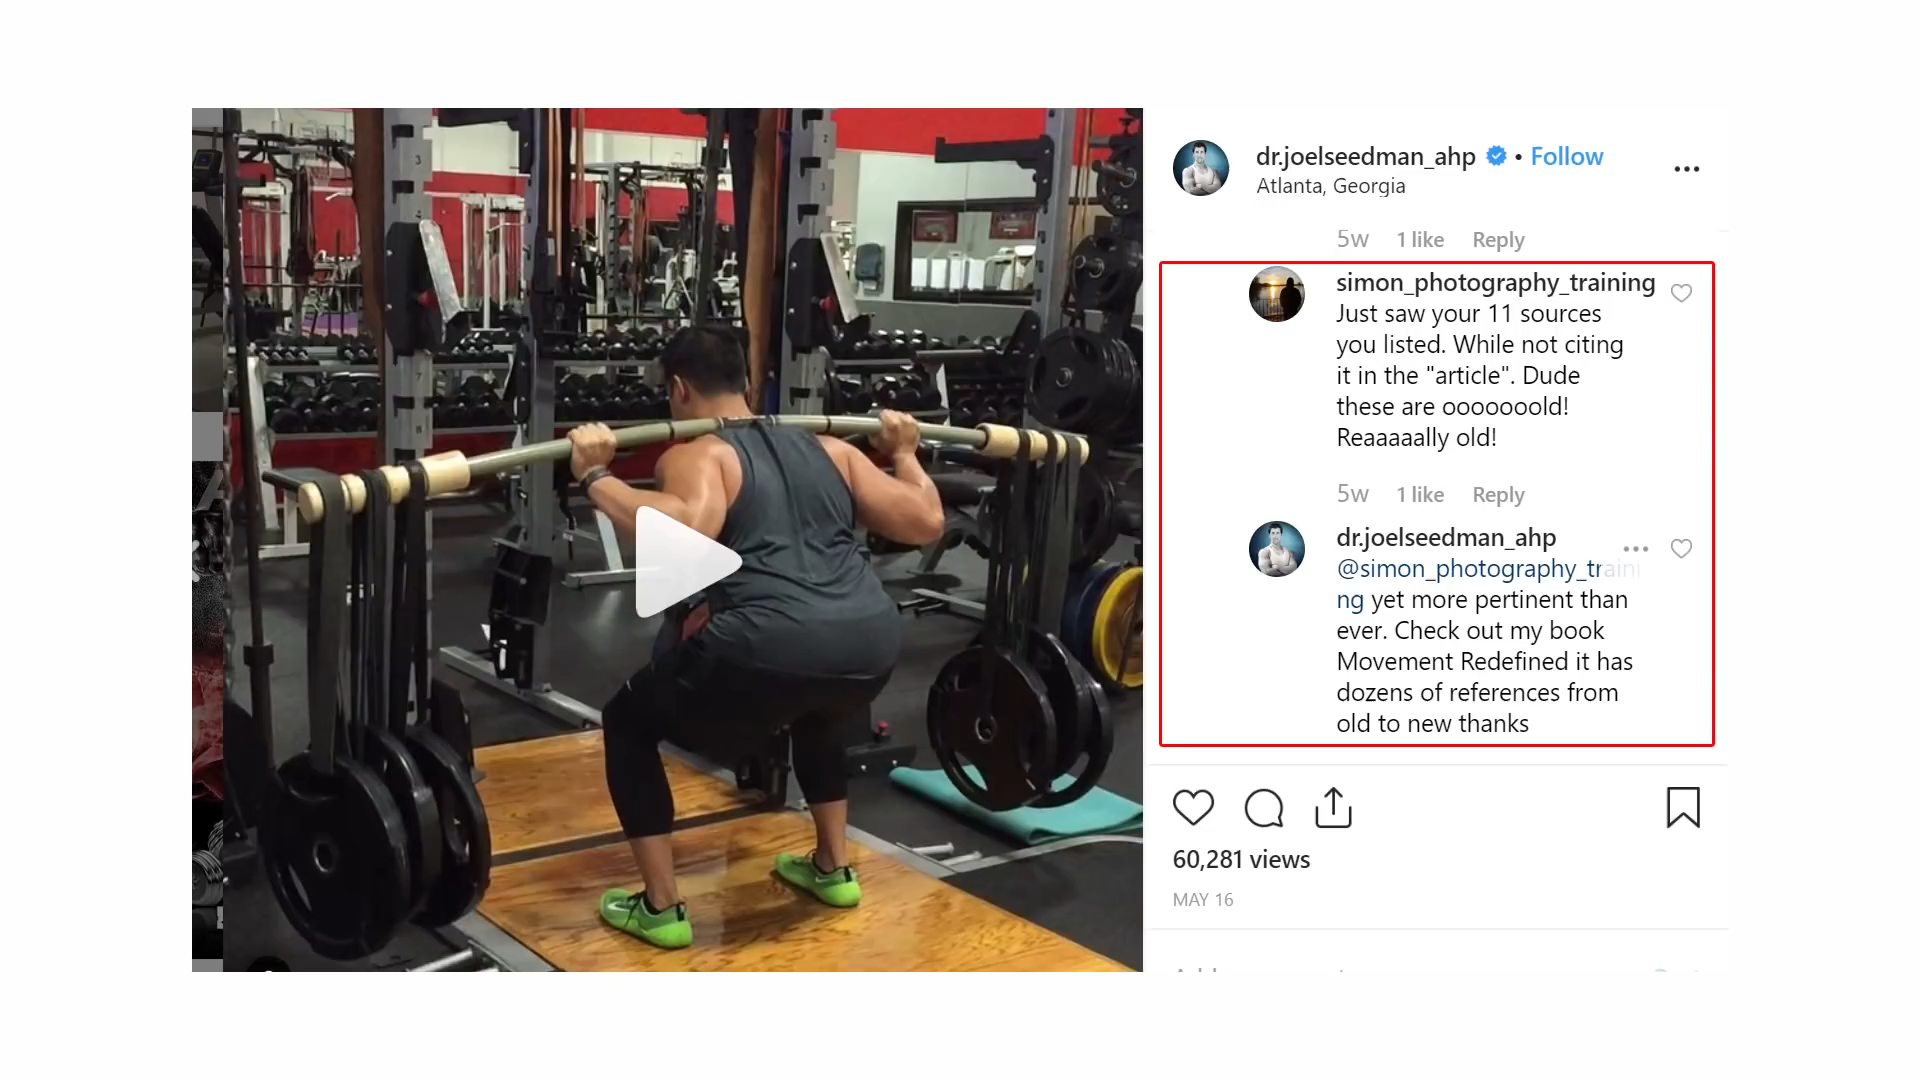 dr.joelseedman_ahp • Follow
Atlanta, Georgia
5w 1 like Reply
simon_photography_training
Just saw your 11 sources
you listed. While not citing
it in the "article". Dude
these are ooooooold!
Reaaaaally old!
5w 1 like Reply
dr.joelseedman_ahp
@simon_photography_traini
ng yet more pertinent than
ever. Check out my book
Movement Redefined it has
dozens of references from
old to new thanks
60,281 views
MAY 16